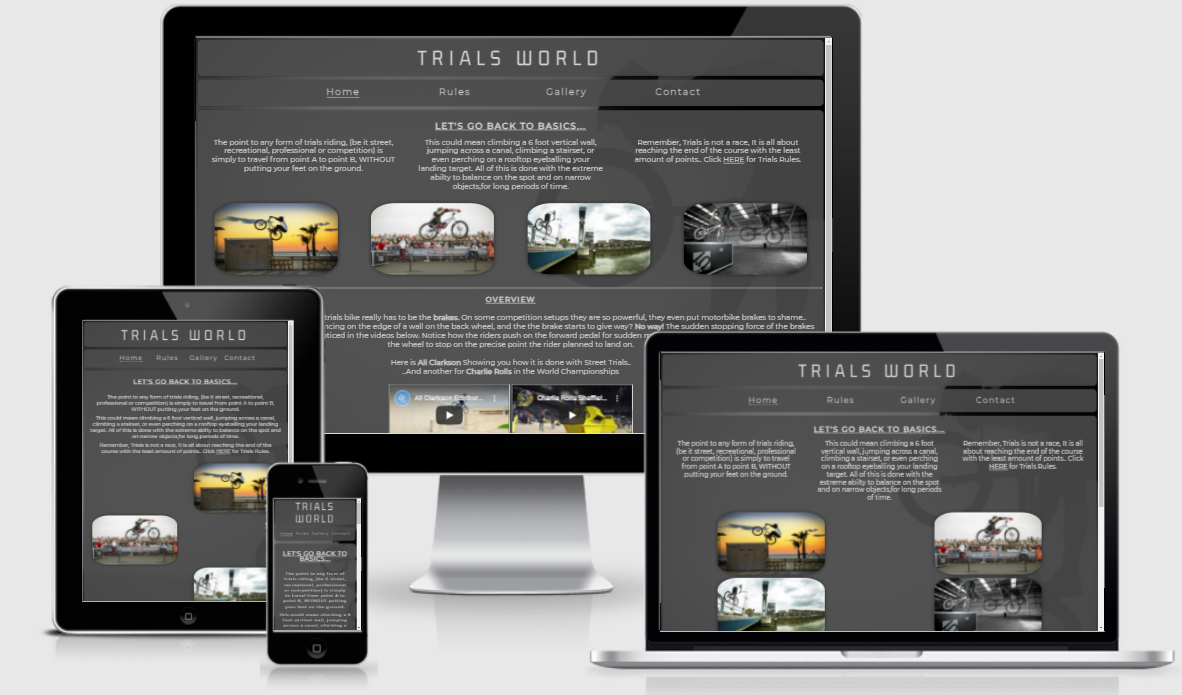 TRIALS WORLD
Home Rules Gallery Contact
LET'S GO BACK TO BASICS...
The point to any form of trials riding, (be it street,
recreational, professional or competition) is
simply to travel from point A to point B, WITHOUT
putting your feet on the ground.
This could mean climbing a 6 foot vertical wall,
jumping across a canal, climbing a stairset, or
even perching on a rooftop eyeballing your
landing target. All of this is done with the extreme
abilty to balance on the spot and on narrow
objects,for long periods of time.
Remember, Trials is not a race, It is all about
reaching the end of the course with the least
amount of points.. Click HERE for Trials Rules.
OVERVIEW
trials bike really has to be the brakes. On some competition setups they are so powerful, they even put motorbike brakes to shame..
ncing on the edge of a wall on the back wheel, and the the brake starts to give way? No way! The sudden stopping force of the brakes
oticed in the videos below. Notice how the riders push on the forward pedal for sudden
the wheel to stop on the precise point the rider planned to land on.
Here is Ali Clarkson Showing you how it is done with Street Trials..
..And another for Charlie Rolls in the World Championships
Ali Clarkson Edinbur...
Charlie Rolls Sheffiel...
TRIALS WORLD
Home Rules Gallery Contact
LET'S GO BACK TO BASICS...
The point to any form of trials riding, (be it street, recreational,
professional or competition) is simply to travel from point A to point B,
WITHOUT putting your feet on the ground.
This could mean climbing a 6 foot vertical wall, jumping across a canal,
climbing a stairset, or even perching on a rooftop eyeballing your landing
target. All of this is done with the extreme abilty to balance on the spot and
on narrow objects,for long periods of time.
Remember, Trials is not a race, It is all about reaching the end of the
course with the least amount of points.. Click HERE for Trials Rules.
TRIALS
WORLD
Home Rules Gallery Contact
LET'S GO BACK TO
BASICS...
The point to any form of
trials riding, (be it street,
recreational, professional
or competition) is simply
to travel from point A to
point B, WITHOUT putting
your feet on the ground.
This could mean climbing a 6
foot vertical wall, jumping
across a canal, climbing a
TRIALS WORLD
Home Rules Gallery Contact
LET'S GO BACK TO BASICS...
The point to any form of trials riding,
(be it street, recreational, professional
or competition) is simply to travel
from point A to point B, WITHOUT
putting your feet on the ground.
This could mean climbing a 6 foot
vertical wall, jumping across a canal,
climbing a stairset, or even perching
on a rooftop eyeballing your landing
target. All of this is done with the
extreme abilty to balance on the spot
and on narrow objects,for long periods
of time.
Remember, Trials is not a race, It is all
about reaching the end of the course
with the least amount of points.. Click
HERE for Trials Rules.